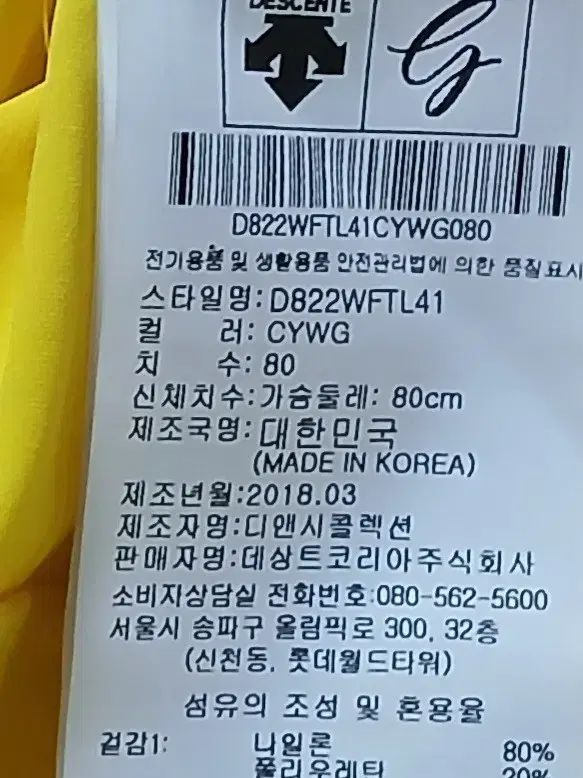 DESCENTE
G
D822WFTL41CYWG080
전기용품 및 생활용품 안전관리법에 의한 품질표시
스타일명:D822WFTL41
컬 러: CYWG
치 수: 80
신체치수:가슴둘레: 80cm
제조국명:대한민국
(MADE IN KOREA)
제조년월:2018.03
제조자명:디앤시콜렉션
판매자명:데상트코리아주식회사
소비자상담실 전화번호:080-562-5600
서울시 송파구 올림픽로 300, 32층
(신천동, 롯데월드타워)
섬유의 조성 및 혼용율
겉감1: 나일론 80%
폴리우레탄 20%